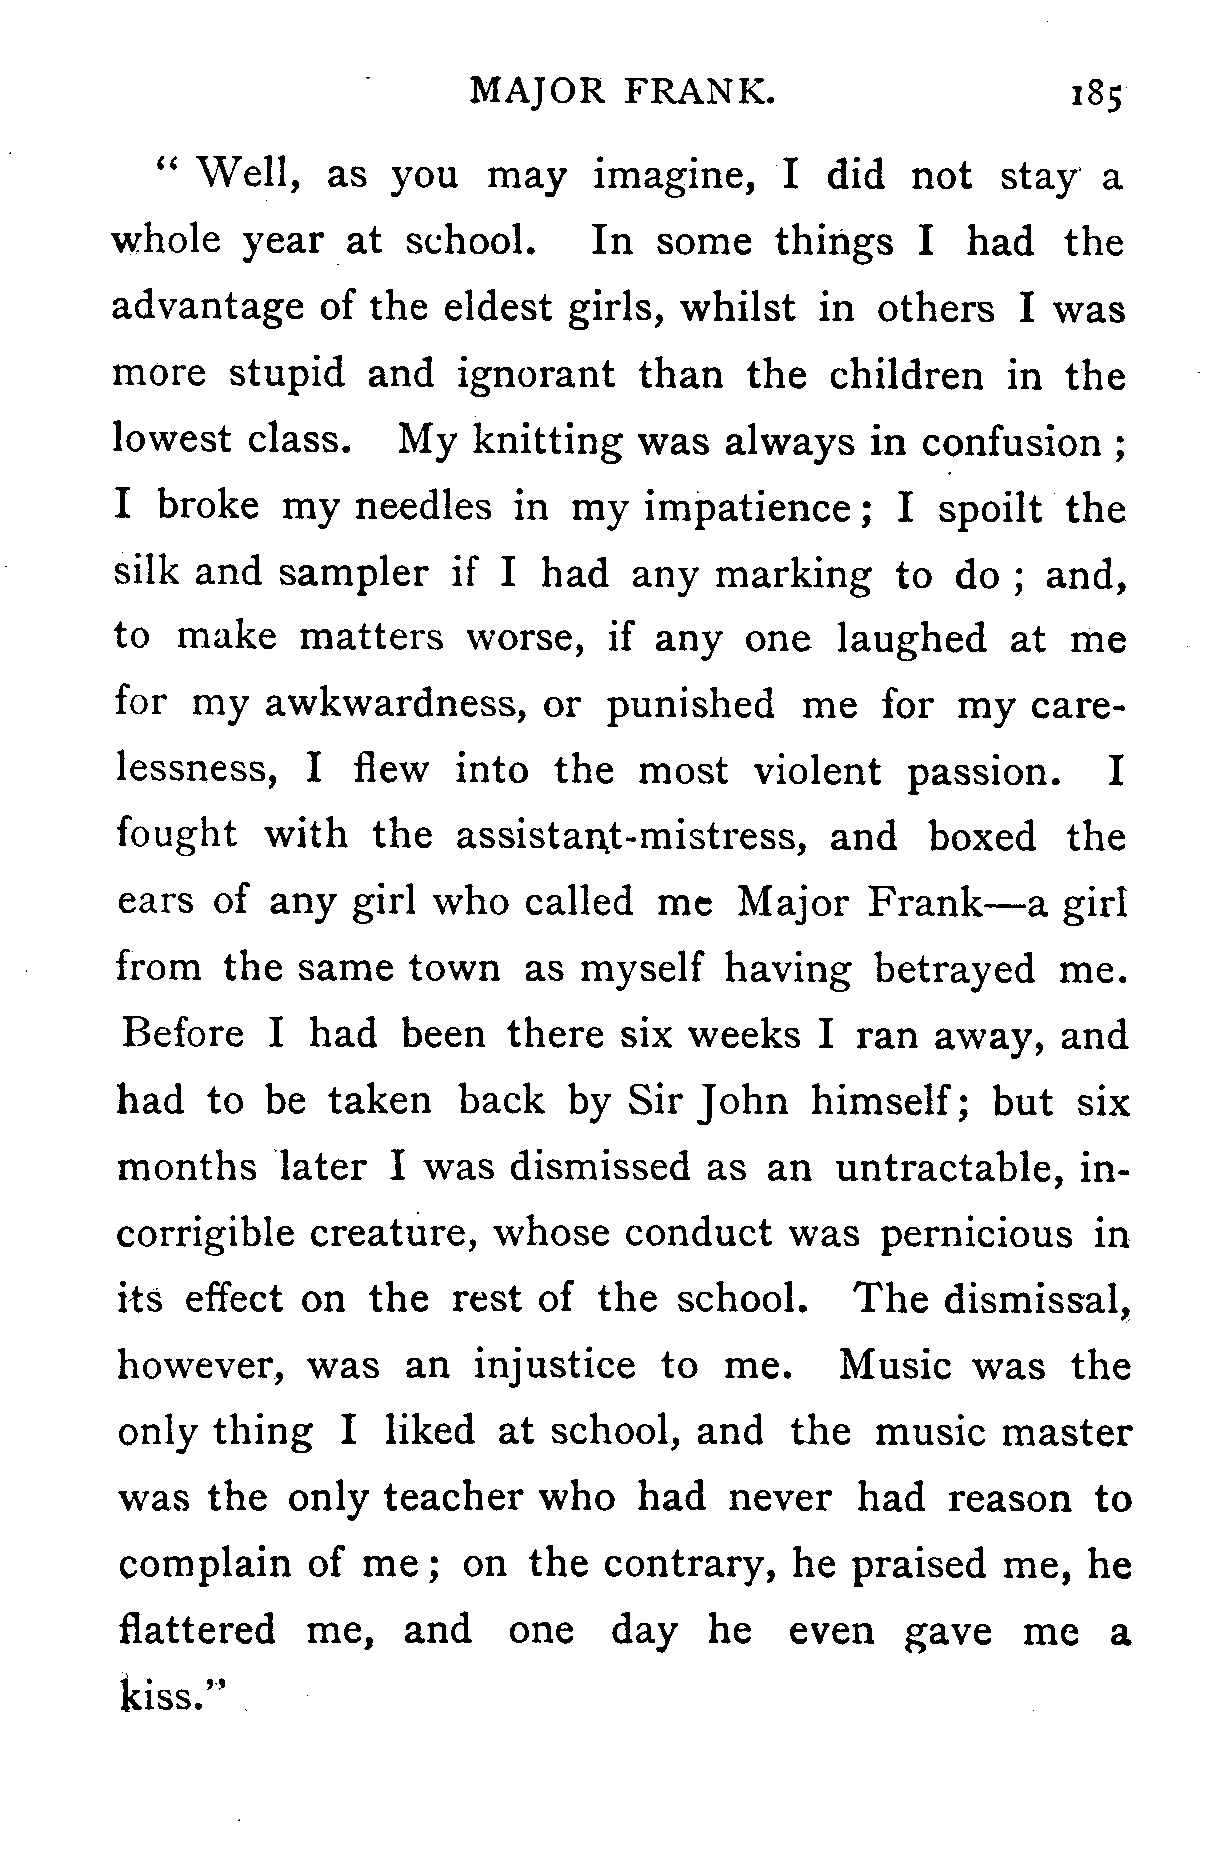 MAJOR FRANK. 185
“ Well, as you may imagine, I did not stay a
whole year at school. In some things I had the
advantage of the eldest girls, whilst in others I was
more stupid and ignorant than the children in the
lowest class. My knitting was always in confusion ;
I broke my needles in my impatience ; I spoilt the
silk and sampler if I had any marking to do ; and,
to make matters worse, if any one laughed at me
for my awkwardness, or punished me for my care-
lessness, I flew into the most violent passion. I
fought with the assistant-mistress, and boxed the
ears of any girl who called me Major Frank—a girl
from the same town as myself having betrayed me.
Before I had been there six weeks I ran away, and
had to be taken back by Sir John himself ; but six
months later I was dismissed as an untractable, in-
corrigible creature, whose conduct was pernicious in
its effect on the rest of the school. The dismissal,
however, was an injustice to me. Music was the
only thing I liked at school, and the music master
was the only teacher who had never had reason to
complain of me ; on the contrary, he praised me, he
flattered me, and one day he even gave me a
kiss.”